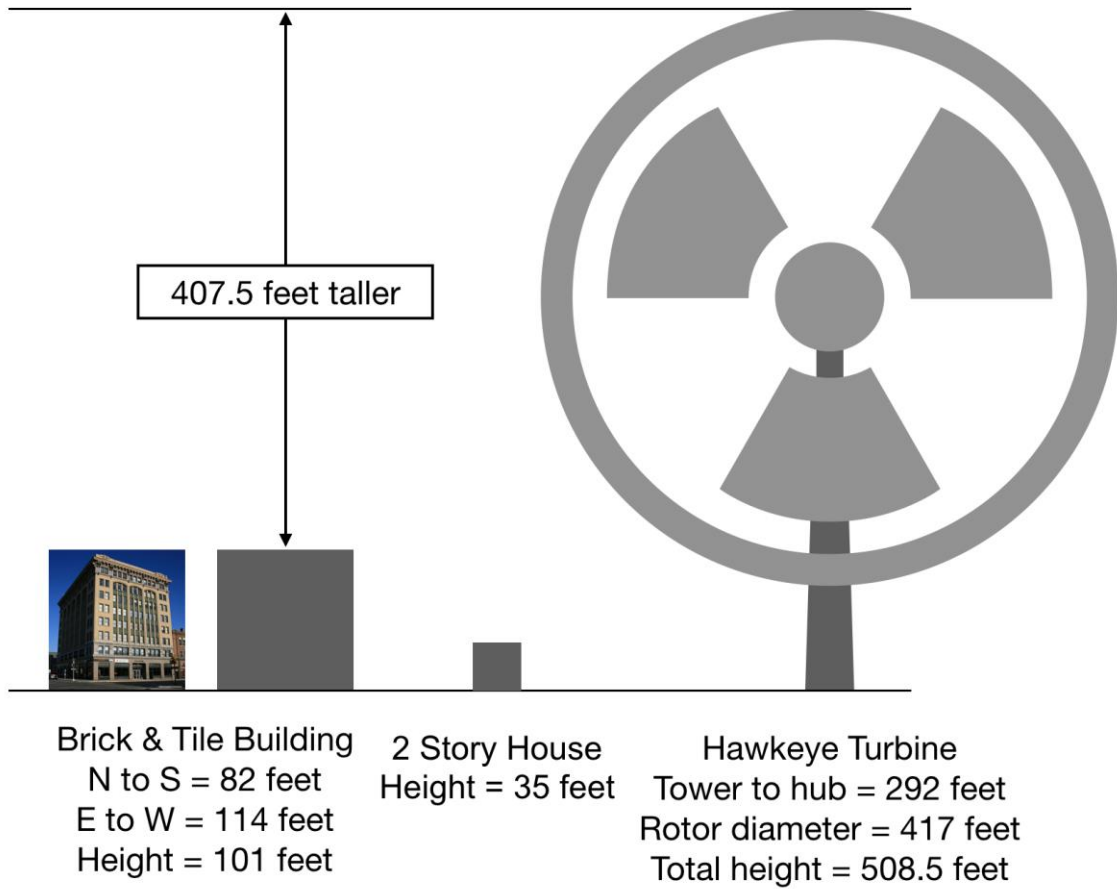 407.5 feet taller
Brick & Tile Building
N to S = 82 feet
E to W = 114 feet
Height = 101 feet
2 Story House
Height = 35 feet
Hawkeye Turbine
Tower to hub = 292 feet
Rotor diameter = 417 feet
Total height = 508.5 feet